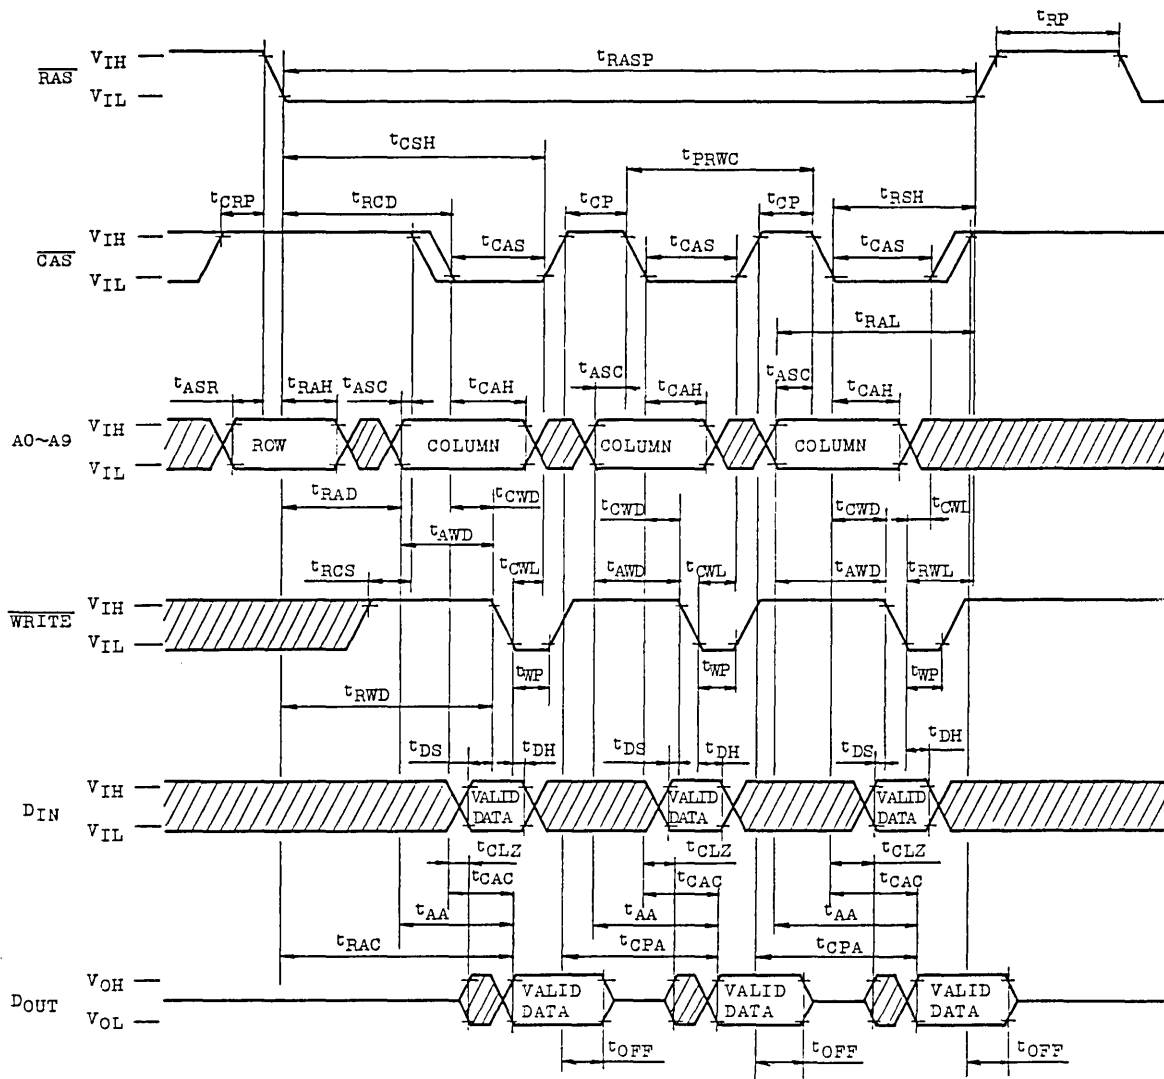 tRP
VIH
RAS
tRASP
VIL
tCSH
tPRWC
tCRP tRCD tCP tCP tRSH
VIH
CAS
tCAS tCAS tCAS
VIL
tRAL
tASC tASC
tASR tRAH tASC tCAH tCAH tCAH
VIH
A0~A9 ROW COLUMN COLUMN COLUMN
VIL
tRAD tCWD tCWD tCWD tCWL
tAWD
tRCS tCWL tAWD tCWL tAWD tRWL
VIH
WRITE
VIL
tWP tWP tWP
tRWD
tDS tDH tDS tDH tDS tDH
VIH
DIN VALID DATA VALID DATA VALID DATA
VIL
tCLZ tCLZ tCLZ
tCAC tCAC tCAC
tAA tAA tAA
tRAC tCPA tCPA
VOH
DOUT VALID DATA VALID DATA VALID DATA
VOL
tOFF tOFF tOFF